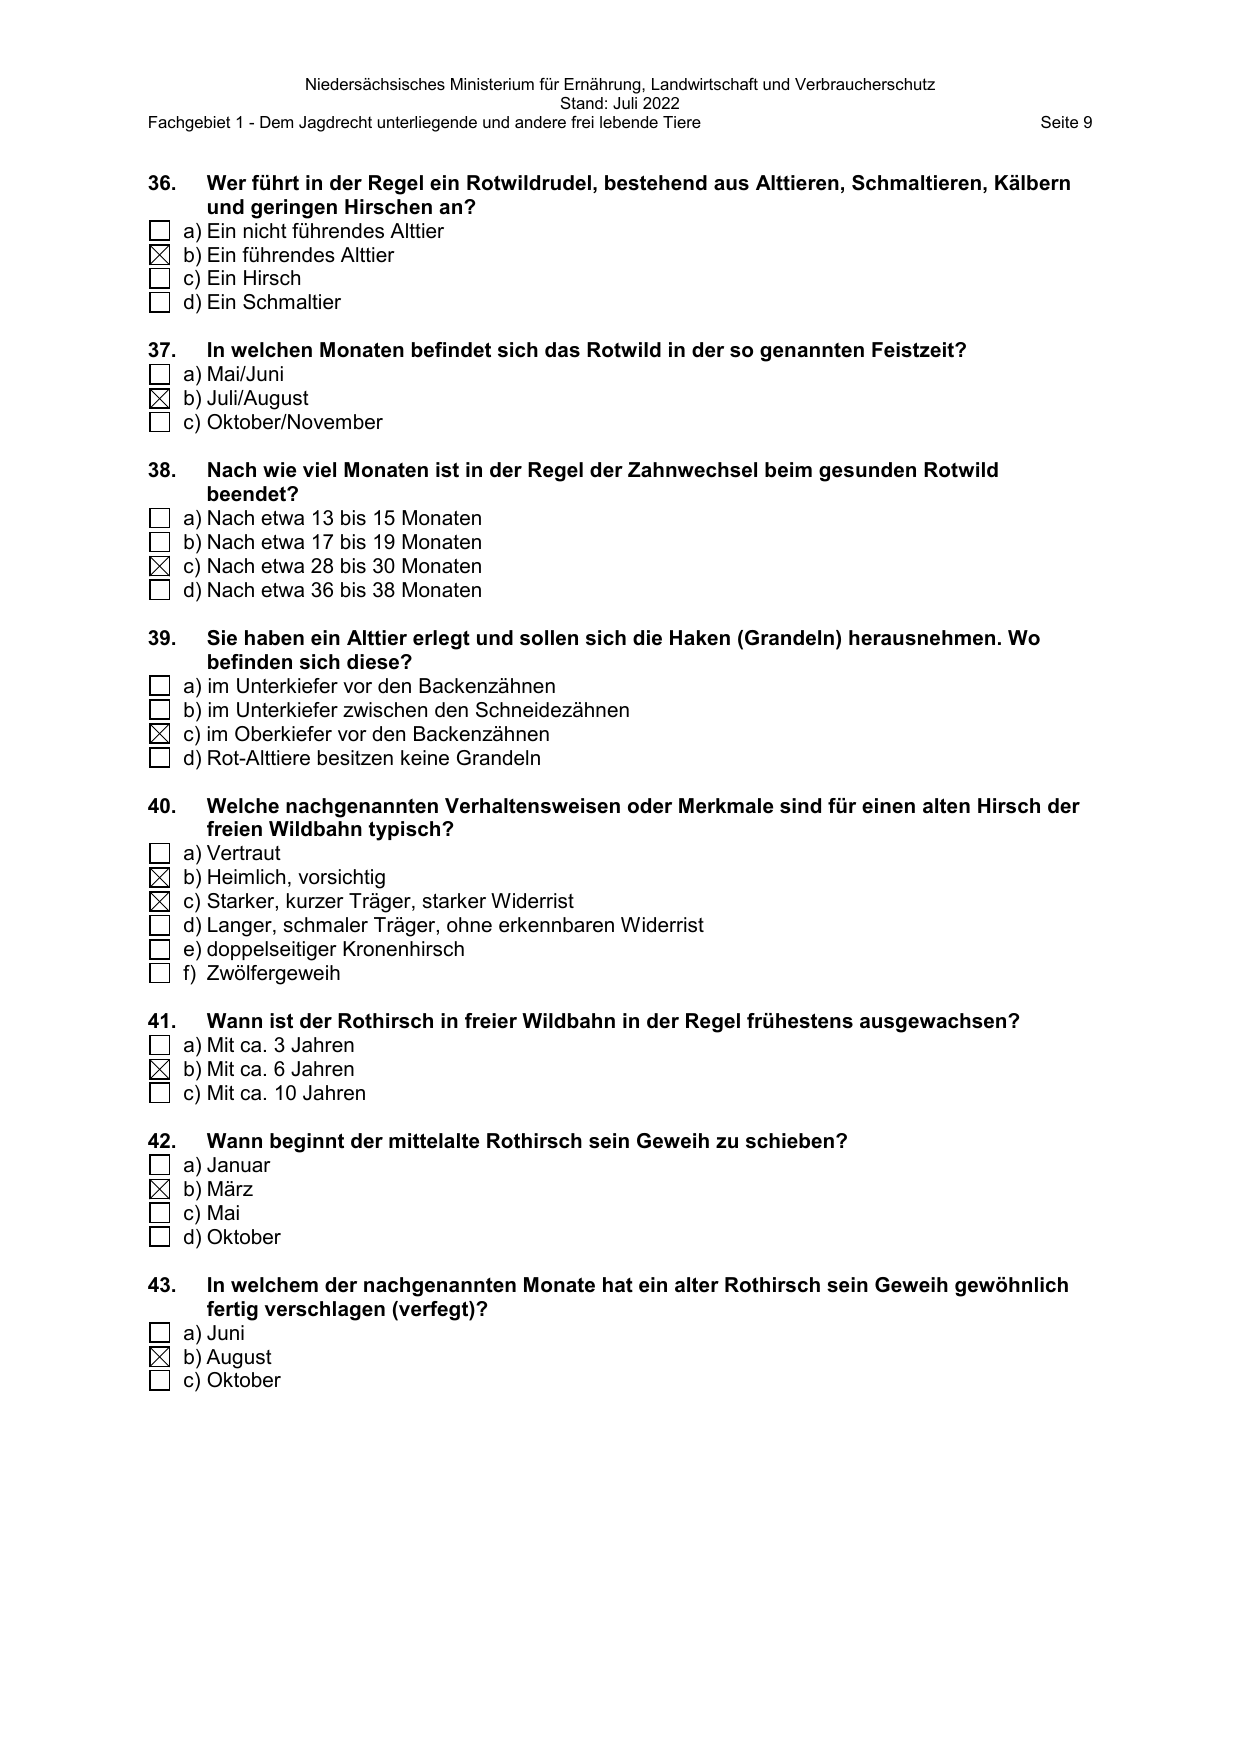 Niedersächsisches Ministerium für Ernährung, Landwirtschaft und Verbraucherschutz
Stand: Juli 2022
Fachgebiet 1 - Dem Jagdrecht unterliegende und andere frei lebende Tiere Seite 9
36. Wer führt in der Regel ein Rotwildrudel, bestehend aus Alttieren, Schmaltieren, Kälbern
und geringen Hirschen an?
☐ a) Ein nicht führendes Alttier
☒ b) Ein führendes Alttier
☐ c) Ein Hirsch
☐ d) Ein Schmaltier
37. In welchen Monaten befindet sich das Rotwild in der so genannten Feistzeit?
☐ a) Mai/Juni
☒ b) Juli/August
☐ c) Oktober/November
38. Nach wie viel Monaten ist in der Regel der Zahnwechsel beim gesunden Rotwild
beendet?
☐ a) Nach etwa 13 bis 15 Monaten
☐ b) Nach etwa 17 bis 19 Monaten
☒ c) Nach etwa 28 bis 30 Monaten
☐ d) Nach etwa 36 bis 38 Monaten
39. Sie haben ein Alttier erlegt und sollen sich die Haken (Grandeln) herausnehmen. Wo
befinden sich diese?
☐ a) im Unterkiefer vor den Backenzähnen
☐ b) im Unterkiefer zwischen den Schneidezähnen
☒ c) im Oberkiefer vor den Backenzähnen
☐ d) Rot-Alttiere besitzen keine Grandeln
40. Welche nachgenannten Verhaltensweisen oder Merkmale sind für einen alten Hirsch der
freien Wildbahn typisch?
☐ a) Vertraut
☒ b) Heimlich, vorsichtig
☒ c) Starker, kurzer Träger, starker Widerrist
☐ d) Langer, schmaler Träger, ohne erkennbaren Widerrist
☐ e) doppelseitiger Kronenhirsch
☐ f) Zwölfergeweih
41. Wann ist der Rothirsch in freier Wildbahn in der Regel frühestens ausgewachsen?
☐ a) Mit ca. 3 Jahren
☒ b) Mit ca. 6 Jahren
☐ c) Mit ca. 10 Jahren
42. Wann beginnt der mittelalte Rothirsch sein Geweih zu schieben?
☐ a) Januar
☒ b) März
☐ c) Mai
☐ d) Oktober
43. In welchem der nachgenannten Monate hat ein alter Rothirsch sein Geweih gewöhnlich
fertig verschlagen (verfegt)?
☐ a) Juni
☒ b) August
☐ c) Oktober